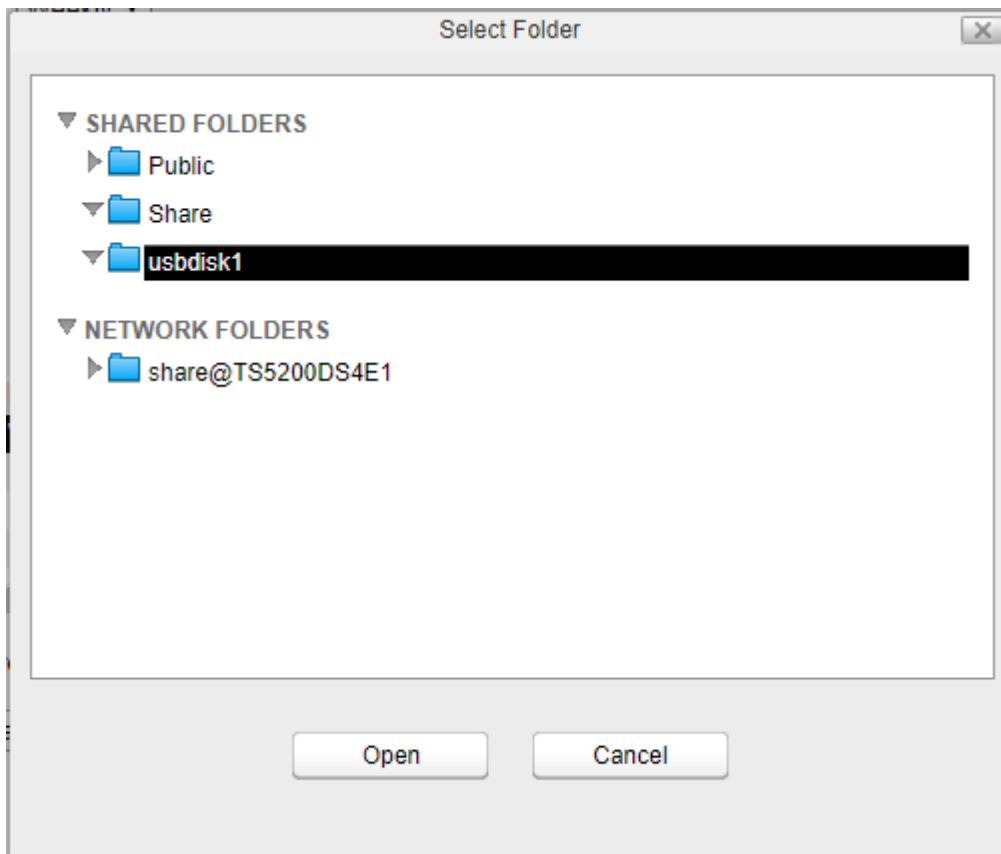 Select Folder
SHARED FOLDERS
Public
Share
usbdisk1
NETWORK FOLDERS
share@TS5200DS4E1
Open
Cancel